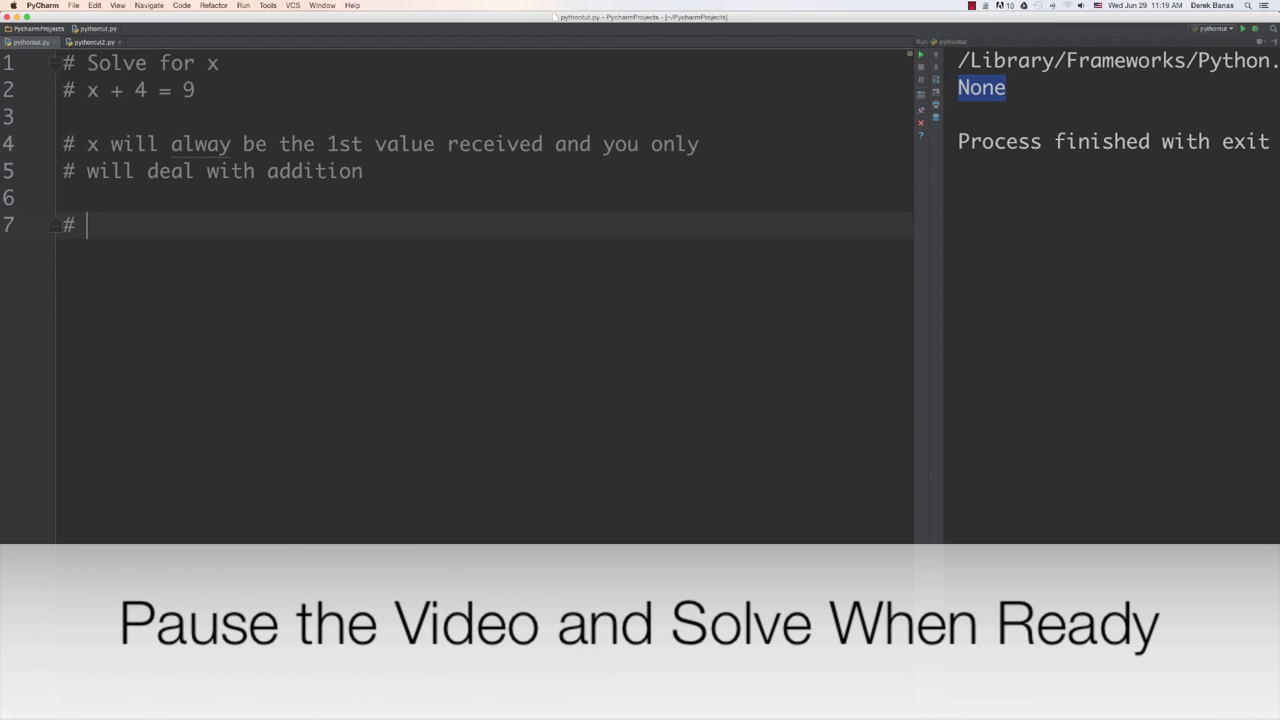 PyCharm File Edit View Navigate Code Refactor Run Tools VCS Window Help
10 Wed Jun 29 11:19 AM Derek Banas
pythontut.py - PycharmProjects - [~/PycharmProjects]
PycharmProjects pythontut.py
pythontut
pythontut.py pythontut2.py
Run pythontut
1 # Solve for x
2 # x + 4 = 9
3
4 # x will alway be the 1st value received and you only
5 # will deal with addition
6
7 #
/Library/Frameworks/Python.
None
Process finished with exit
Pause the Video and Solve When Ready